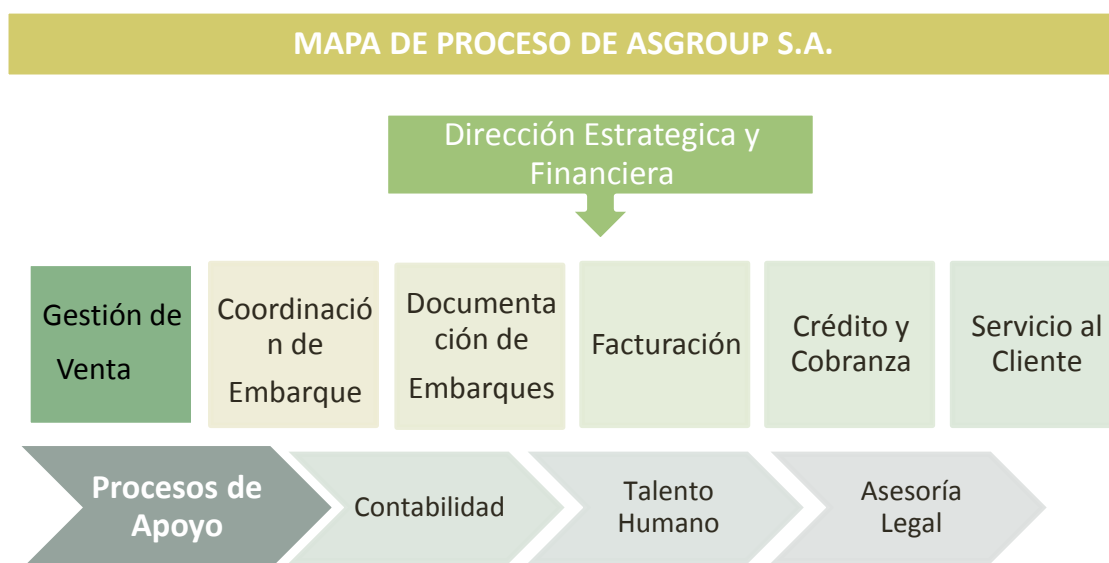 MAPA DE PROCESO DE ASGROUP S.A.
Dirección Estrategica y
Financiera
Gestión de
Venta
Coordinació
n de
Embarque
Documenta
ción de
Embarques
Facturación
Crédito y
Cobranza
Servicio al
Cliente
Procesos de
Apoyo
Contabilidad
Talento
Humano
Asesoría
Legal